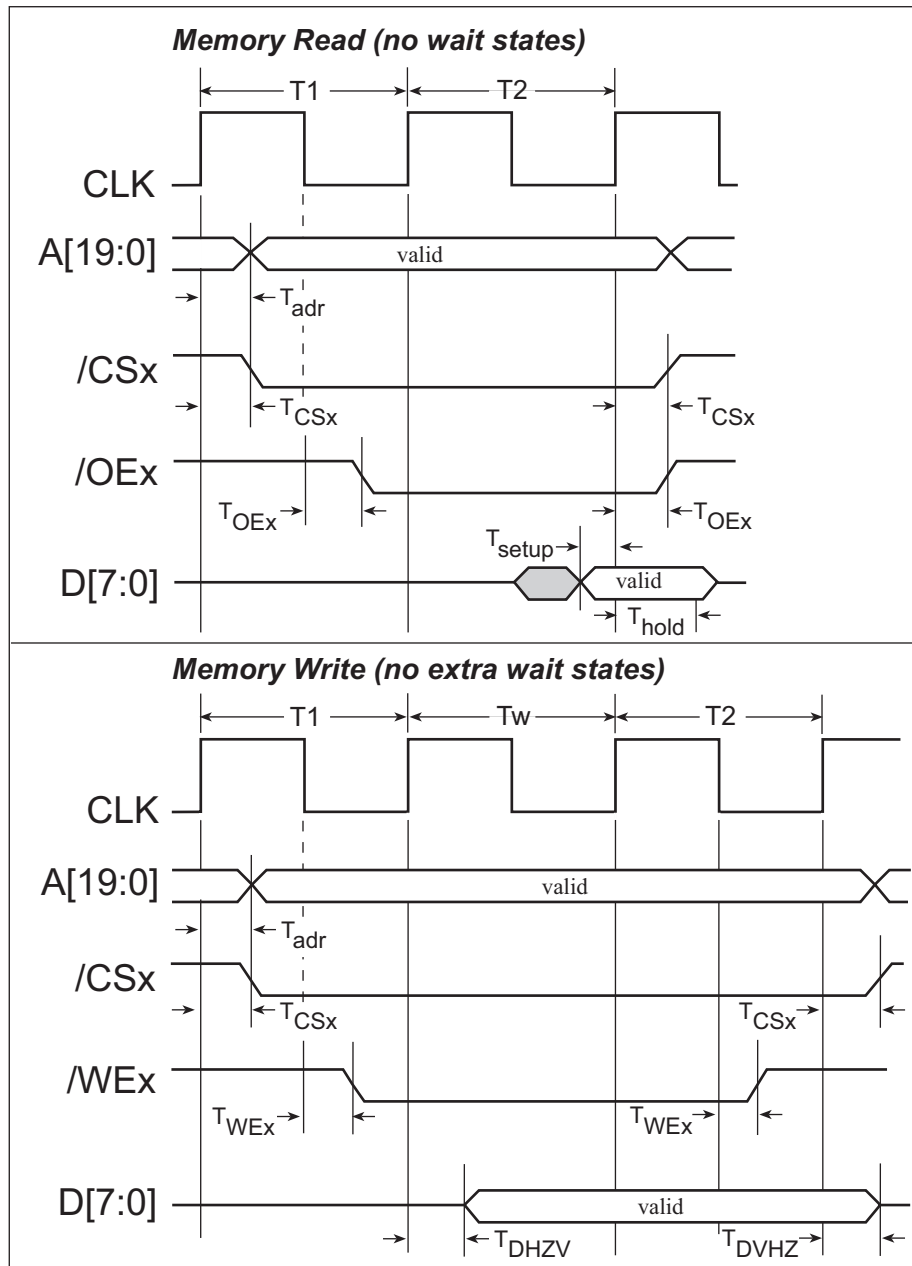 Memory Read (no wait states)
T1 T2
CLK
A[19:0] valid
Tadr
/CSx
TCSx TCSx
/OEx
TOEx TOEx
Tsetup
D[7:0] valid
Thold
Memory Write (no extra wait states)
T1 Tw T2
CLK
A[19:0] valid
Tadr
/CSx
TCSx TCSx
/WEx
TWEx TWEx
D[7:0] valid
TDHZV TDVHZ